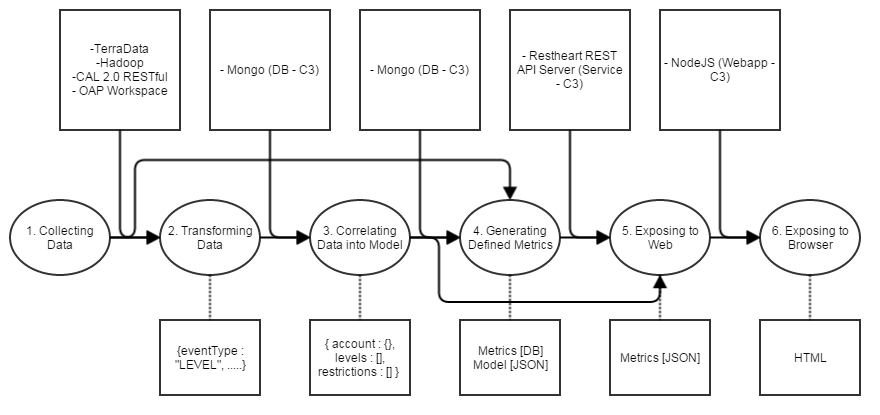 -TerraData
-Hadoop
-CAL 2.0 RESTful
- OAP Workspace
- Mongo (DB - C3)
- Mongo (DB - C3)
- Restheart REST
API Server (Service
- C3)
- NodeJS (Webapp -
C3)
1. Collecting
Data
2. Transforming
Data
3. Correlating
Data into Model
4. Generating
Defined Metrics
5. Exposing to
Web
6. Exposing to
Browser
{eventType :
"LEVEL", .....}
{ account : {},
levels : [],
restrictions : [] }
Metrics [DB]
Model [JSON]
Metrics [JSON]
HTML